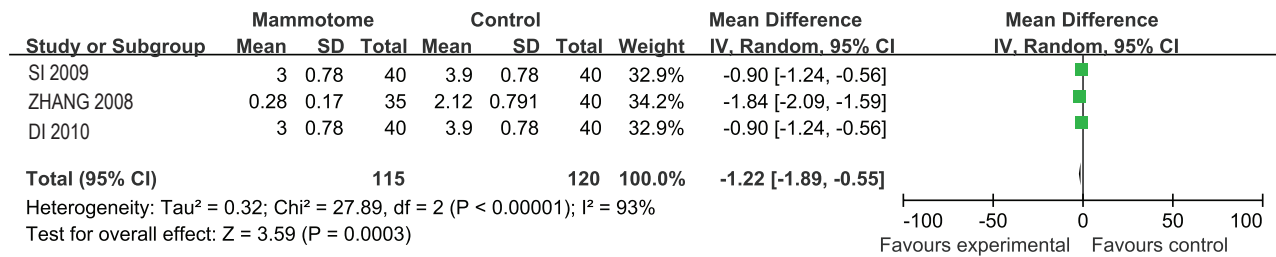 Mammotome Control Mean Difference Mean Difference
Study or Subgroup Mean SD Total Mean SD Total Weight IV, Random, 95% CI IV, Random, 95% CI
SI 2009 3 0.78 40 3.9 0.78 40 32.9% -0.90 [-1.24, -0.56]
ZHANG 2008 0.28 0.17 35 2.12 0.791 40 34.2% -1.84 [-2.09, -1.59]
DI 2010 3 0.78 40 3.9 0.78 40 32.9% -0.90 [-1.24, -0.56]
Total (95% CI) 115 120 100.0% -1.22 [-1.89, -0.55]
Heterogeneity: Tau² = 0.32; Chi² = 27.89, df = 2 (P < 0.00001); I² = 93%
Test for overall effect: Z = 3.59 (P = 0.0003)
-100 -50 0 50 100
Favours experimental Favours control